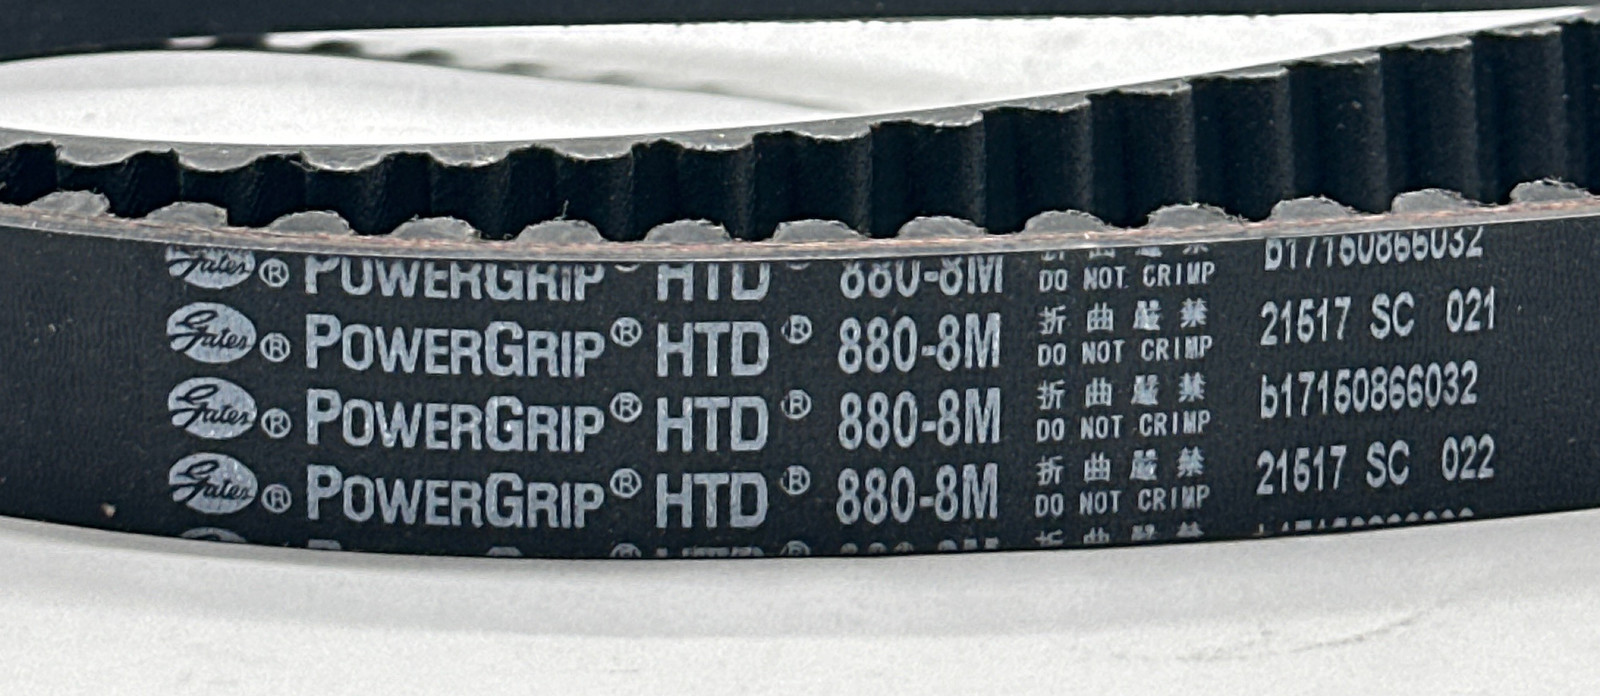 Gates® POWERGRIP® HTD® 880-8M DO NOT CRIMP b17150866032
Gates® POWERGRIP® HTD® 880-8M 折曲嚴禁 DO NOT CRIMP 21517 SC 021
Gates® POWERGRIP® HTD® 880-8M 折曲嚴禁 DO NOT CRIMP b17150866032
Gates® POWERGRIP® HTD® 880-8M 折曲嚴禁 DO NOT CRIMP 21517 SC 022